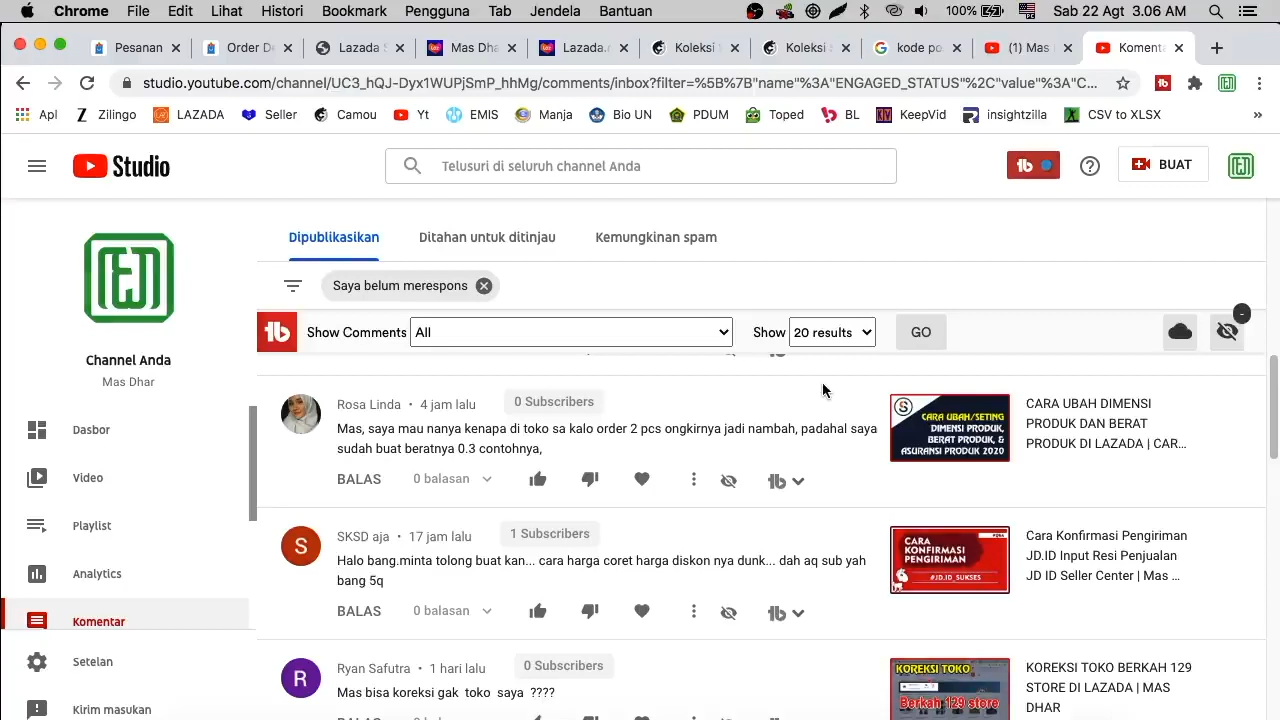 Chrome File Edit Lihat Histori Bookmark Pengguna Tab Jendela Bantuan 100% Sab 22 Agt 3.06 AM
Pesanan Order De Lazada S Mas Dha Lazada.c Koleksi Koleksi kode po (1) Mas Koment
studio.youtube.com/channel/UC3_hQJ-Dyx1WUPjSmP_hhMg/comments/inbox?filter=%5B%7B"name"%3A"ENGAGED_STATUS"%2C"value"%3A"C...
Apl Zilingo LAZADA Seller Camou Yt EMIS Manja Bio UN PDUM Toped BL KeepVid insightzilla CSV to XLSX »
Studio
Telusuri di seluruh channel Anda
BUAT
Dipublikasikan Ditahan untuk ditinjau Kemungkinan spam
Saya belum merespons
Show Comments All Show 20 results GO
Channel Anda
Mas Dhar
Dasbor
Video
Playlist
Analytics
Komentar
Setelan
Kirim masukan
Rosa Linda • 4 jam lalu 0 Subscribers
Mas, saya mau nanya kenapa di toko sa kalo order 2 pcs ongkirnya jadi nambah, padahal saya
sudah buat beratnya 0.3 contohnya,
BALAS 0 balasan
CARA UBAH/SETING
DIMENSI PRODUK,
BERAT PRODUK, &
ASURANSI PRODUK 2020
CARA UBAH DIMENSI
PRODUK DAN BERAT
PRODUK DI LAZADA | CAR...
S
SKSD aja • 17 jam lalu 1 Subscribers
Halo bang.minta tolong buat kan... cara harga coret harga diskon nya dunk... dah aq sub yah
bang 5q
BALAS 0 balasan
CARA
KONFIRMASI
PENGIRIMAN
#JD.ID_SUKSES
Cara Konfirmasi Pengiriman
JD.ID Input Resi Penjualan
JD ID Seller Center | Mas ...
R
Ryan Safutra • 1 hari lalu 0 Subscribers
Mas bisa koreksi gak toko saya ????
KOREKSI TOKO
Berkah 129 store
KOREKSI TOKO BERKAH 129
STORE DI LAZADA | MAS
DHAR